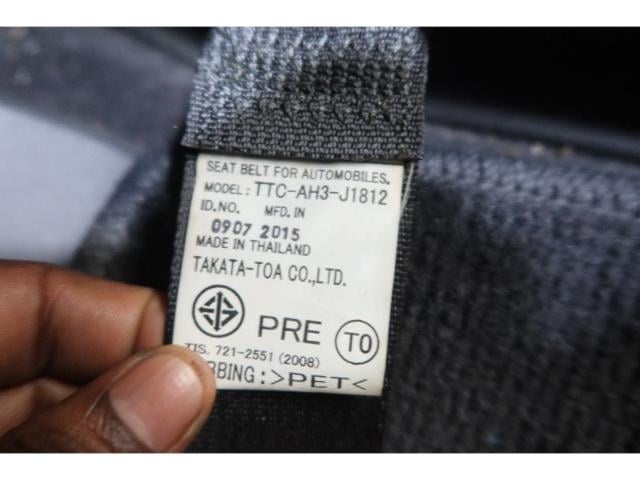 SEAT BELT FOR AUTOMOBILES.
MODEL: TTC-AH3-J1812
ID.NO. MFD. IN
0907 2015
MADE IN THAILAND
TAKATA-TOA CO.,LTD.
PRE TO
TIS. 721-2551 (2008)
BBING:>PET<